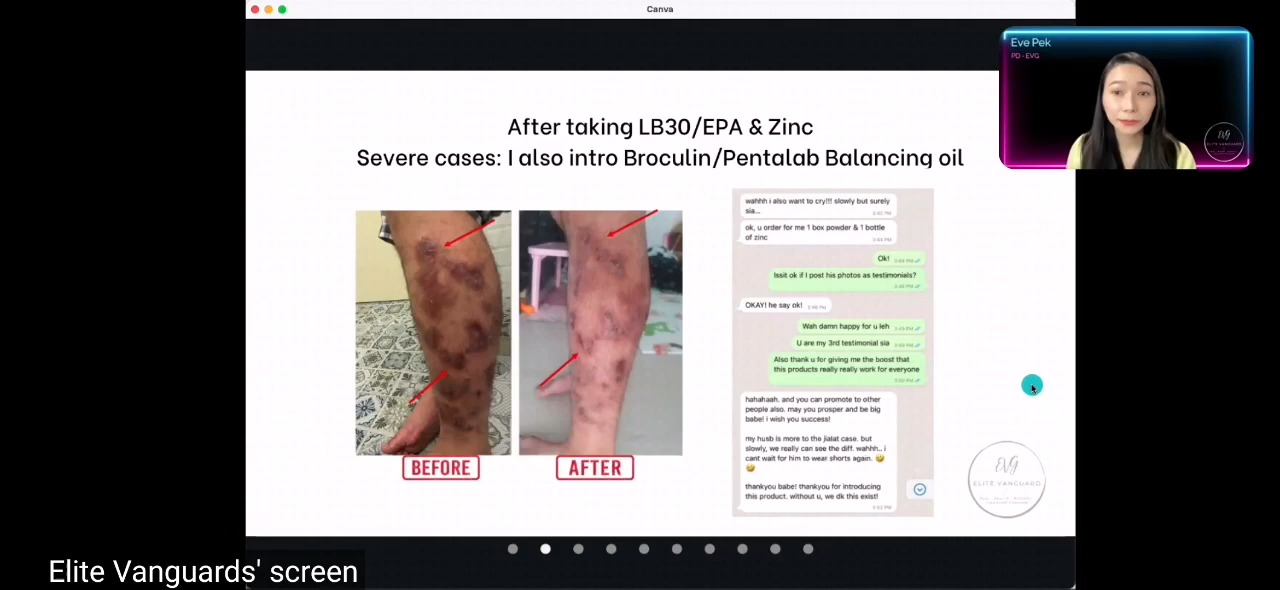 Canva
Eve Pek
PD - EVG
EVG
After taking LB30/EPA & Zinc
Severe cases: I also intro Broculin/Pentalab Balancing oil
wahhh i also want to cry!!! slowly but surely
sia...
ok, u order for me 1 box powder & 1 bottle
of zinc
Ok!
Issit ok if I post his photos as testimonials?
OKAY! he say ok!
Wah damn happy for u leh
U are my 3rd testimonial sia
Also thank u for giving me the boost that
this products really really work for everyone
hahahaah. and you can promote to other
people also. may you prosper and be big
babe! i wish you success!
my husb is more to the jialat case. but
slowly, we really can see the diff. wahhh.. i
cant wait for him to wear shorts again. 🤣
🤣
thankyou babe! thankyou for introducing
this product. without u, we dk this exist!
BEFORE
AFTER
EVG
ELITE VANGUARD
Elite Vanguards' screen